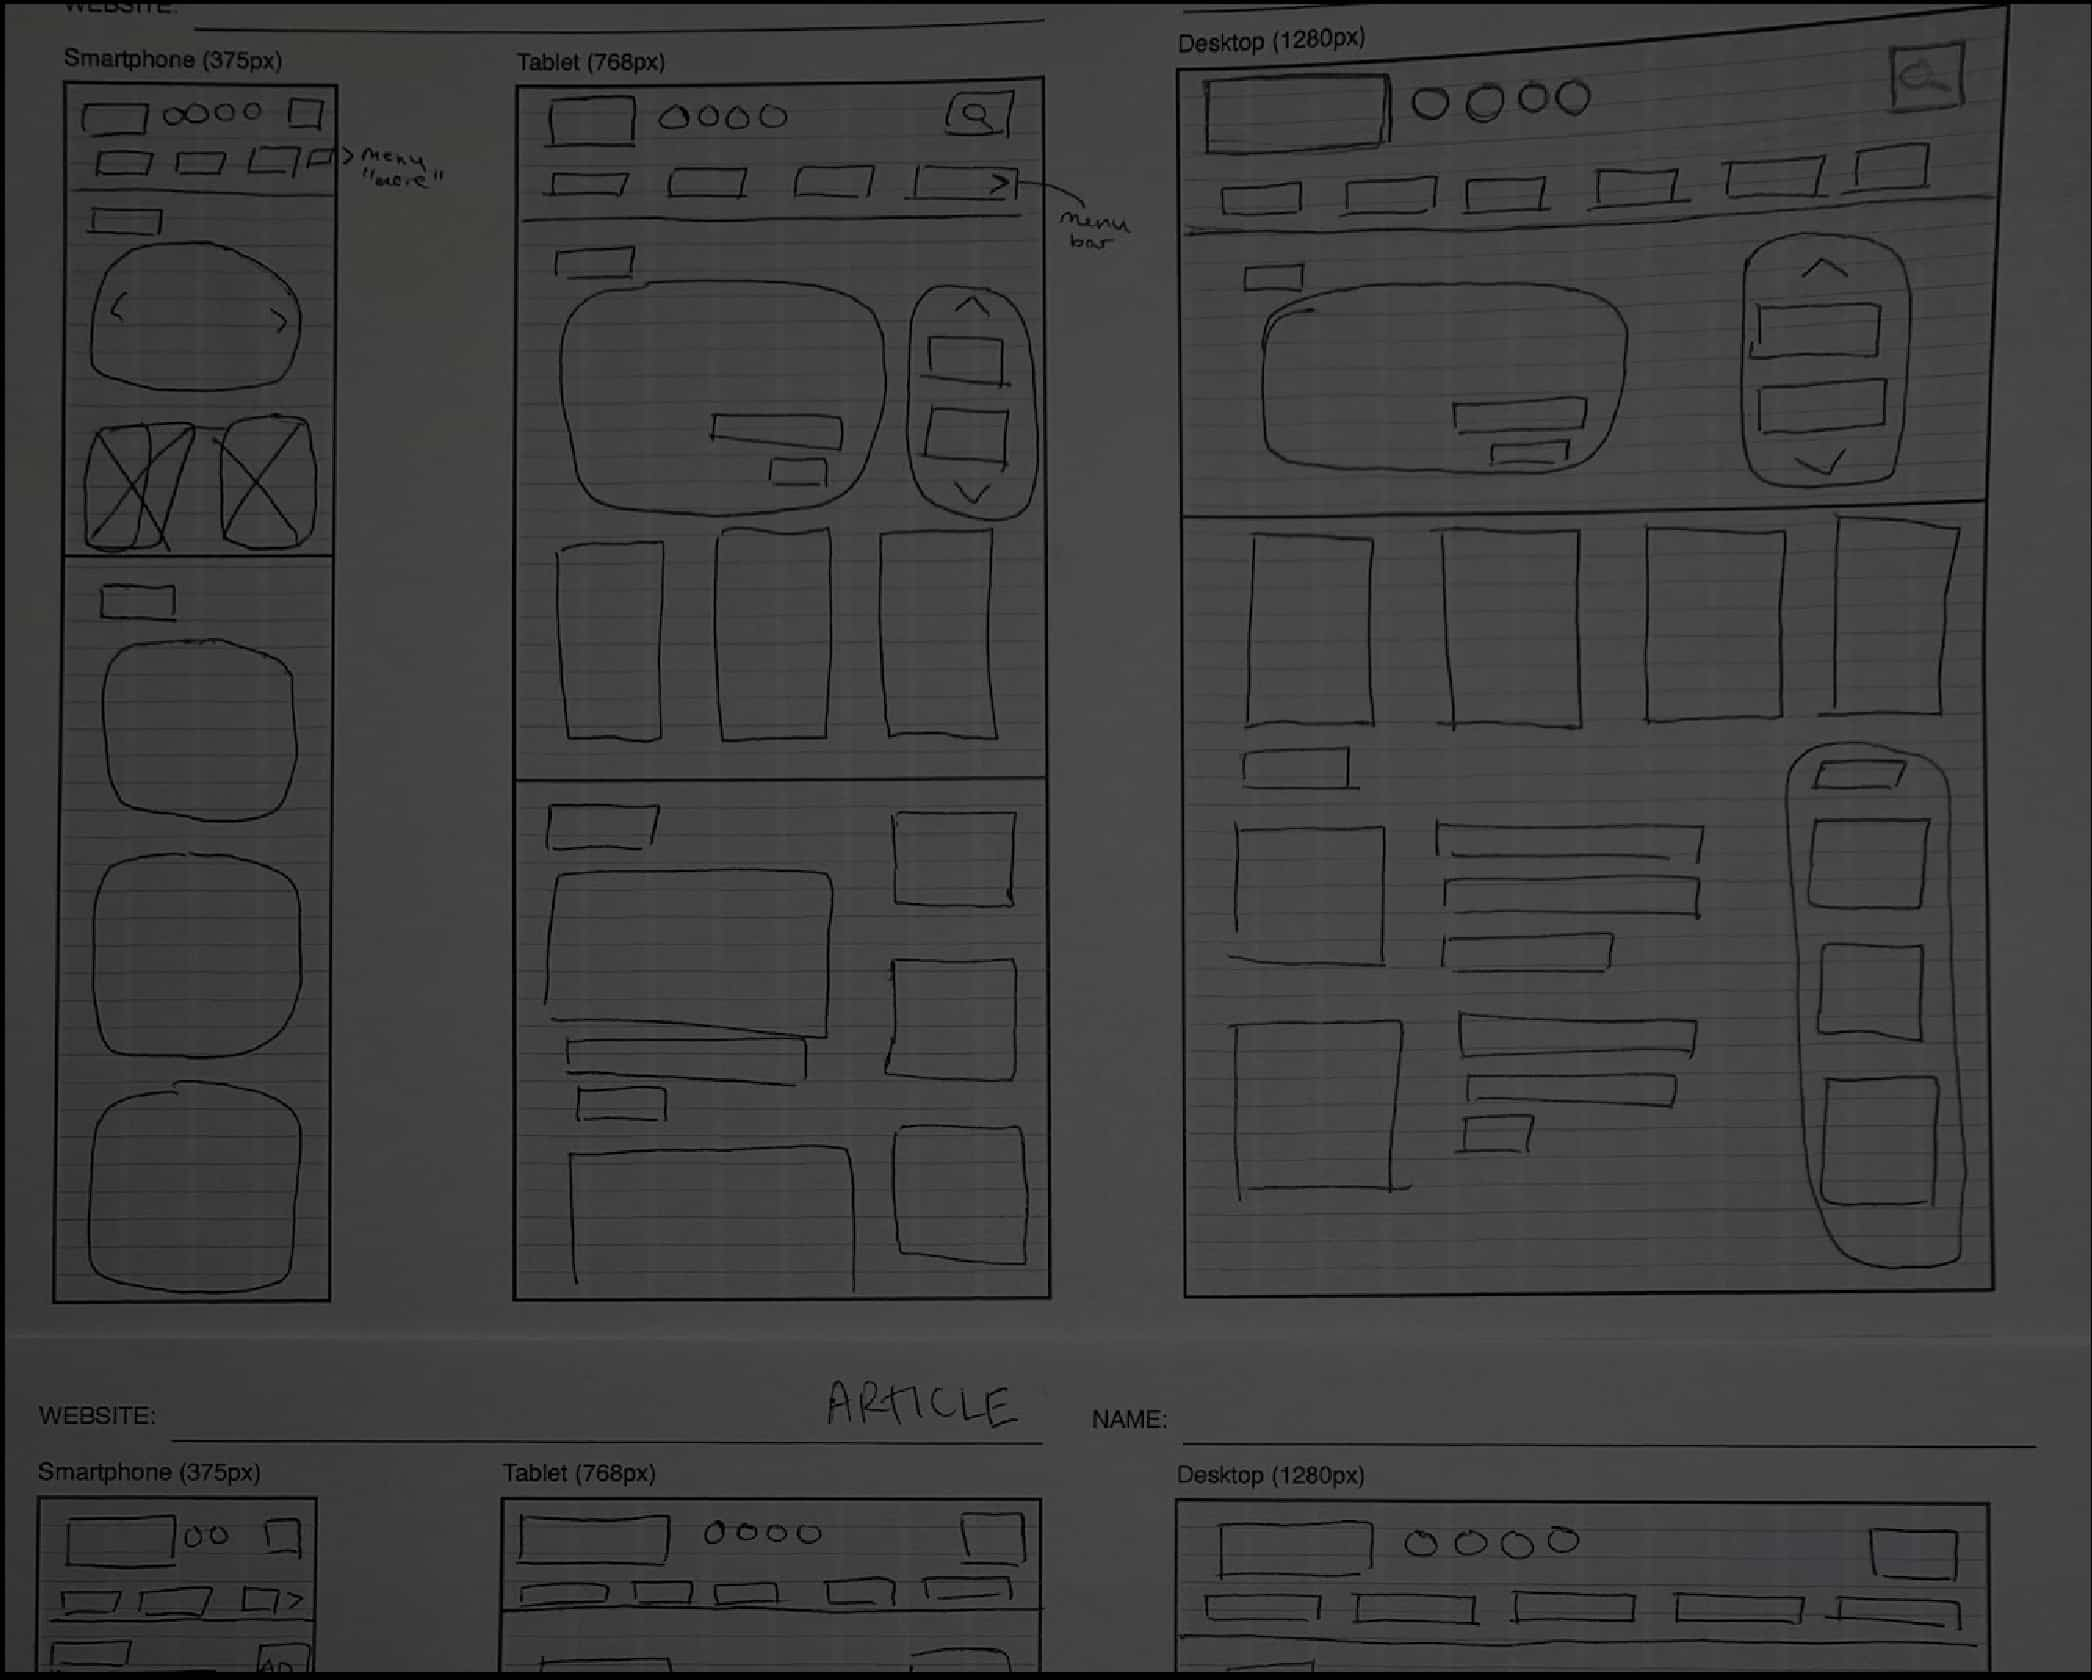 WEBSITE:
Smartphone (375px)
Tablet (768px)
Desktop (1280px)
menu
"more"
menu
bar
ARTICLE
WEBSITE:
NAME:
Smartphone (375px)
Tablet (768px)
Desktop (1280px)
AD